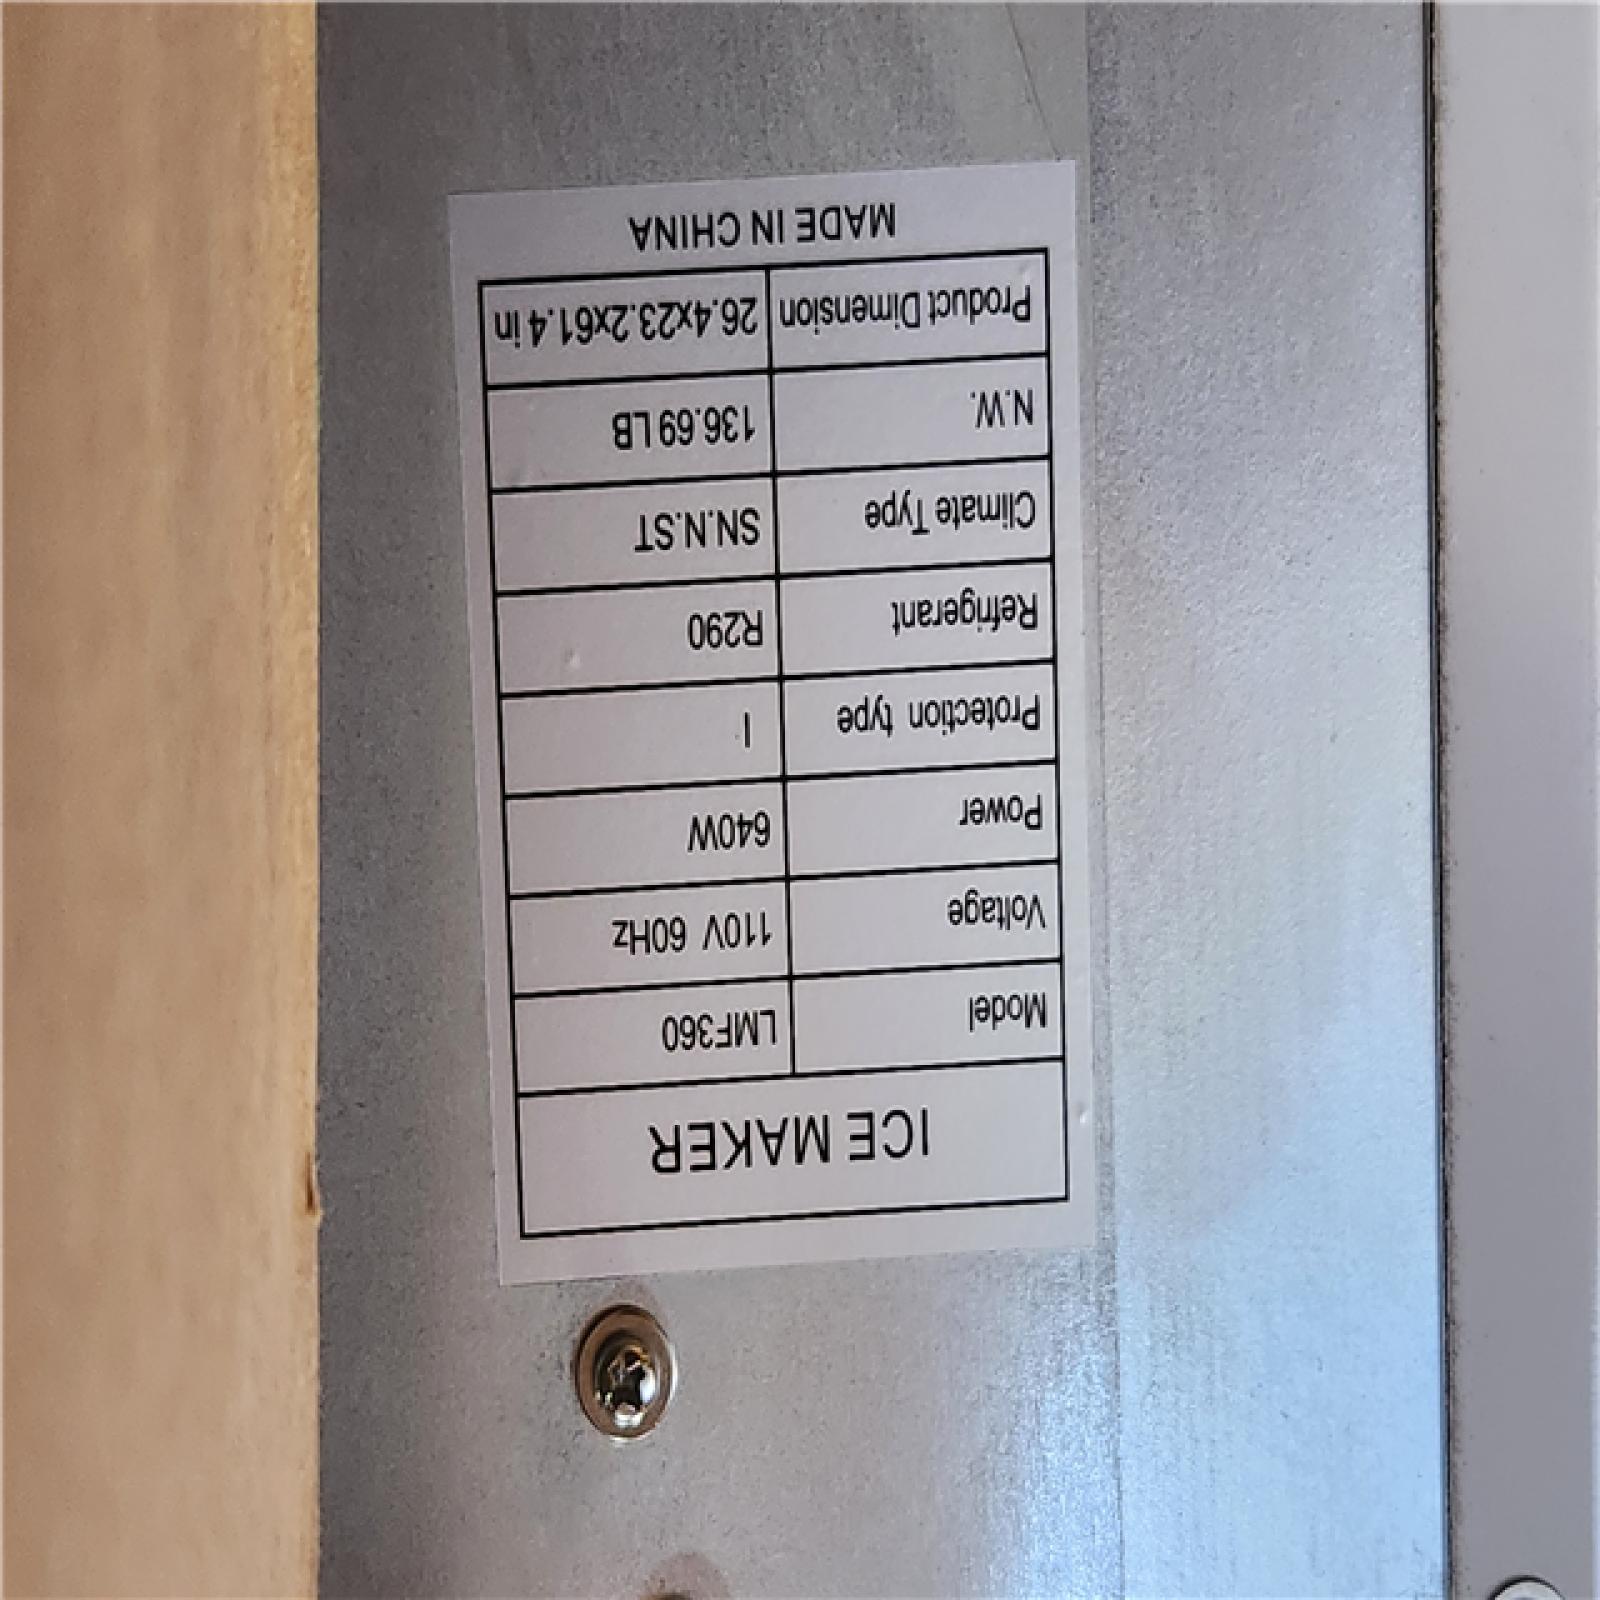 ICE MAKER
Model LMF360
Voltage 110V 60Hz
Power 640W
Protection type I
Refrigerant R290
Climate Type SN.N.ST
N.W. 136.69 LB
Product Dimension 26.4x23.2x61.4 in
MADE IN CHINA